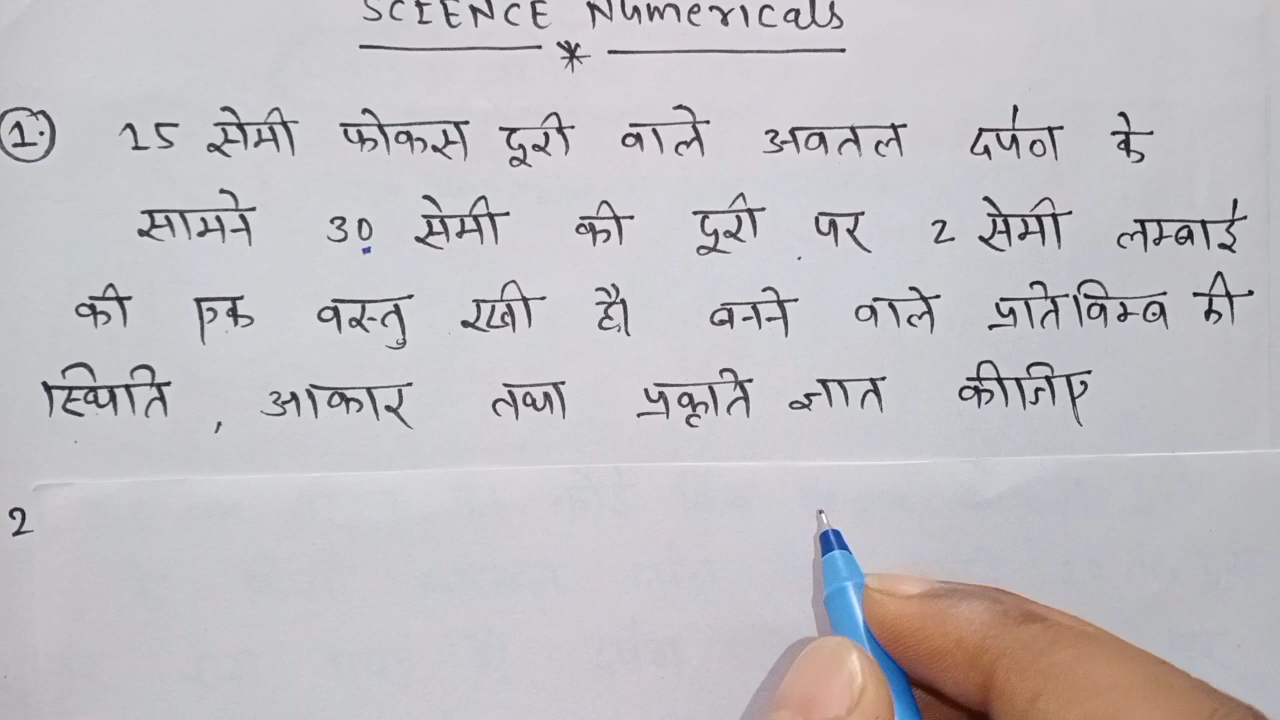 SCIENCE Numericals
*
1. 15 सेमी फोकस दूरी वाले अवतल दर्पण के
सामने 30 सेमी की दूरी पर 2 सेमी लम्बाई
की एक वस्तु रखी है। बनने वाले प्रतिविम्ब की
स्थिति, आकार तथा प्रकृति ज्ञात कीजिए
2